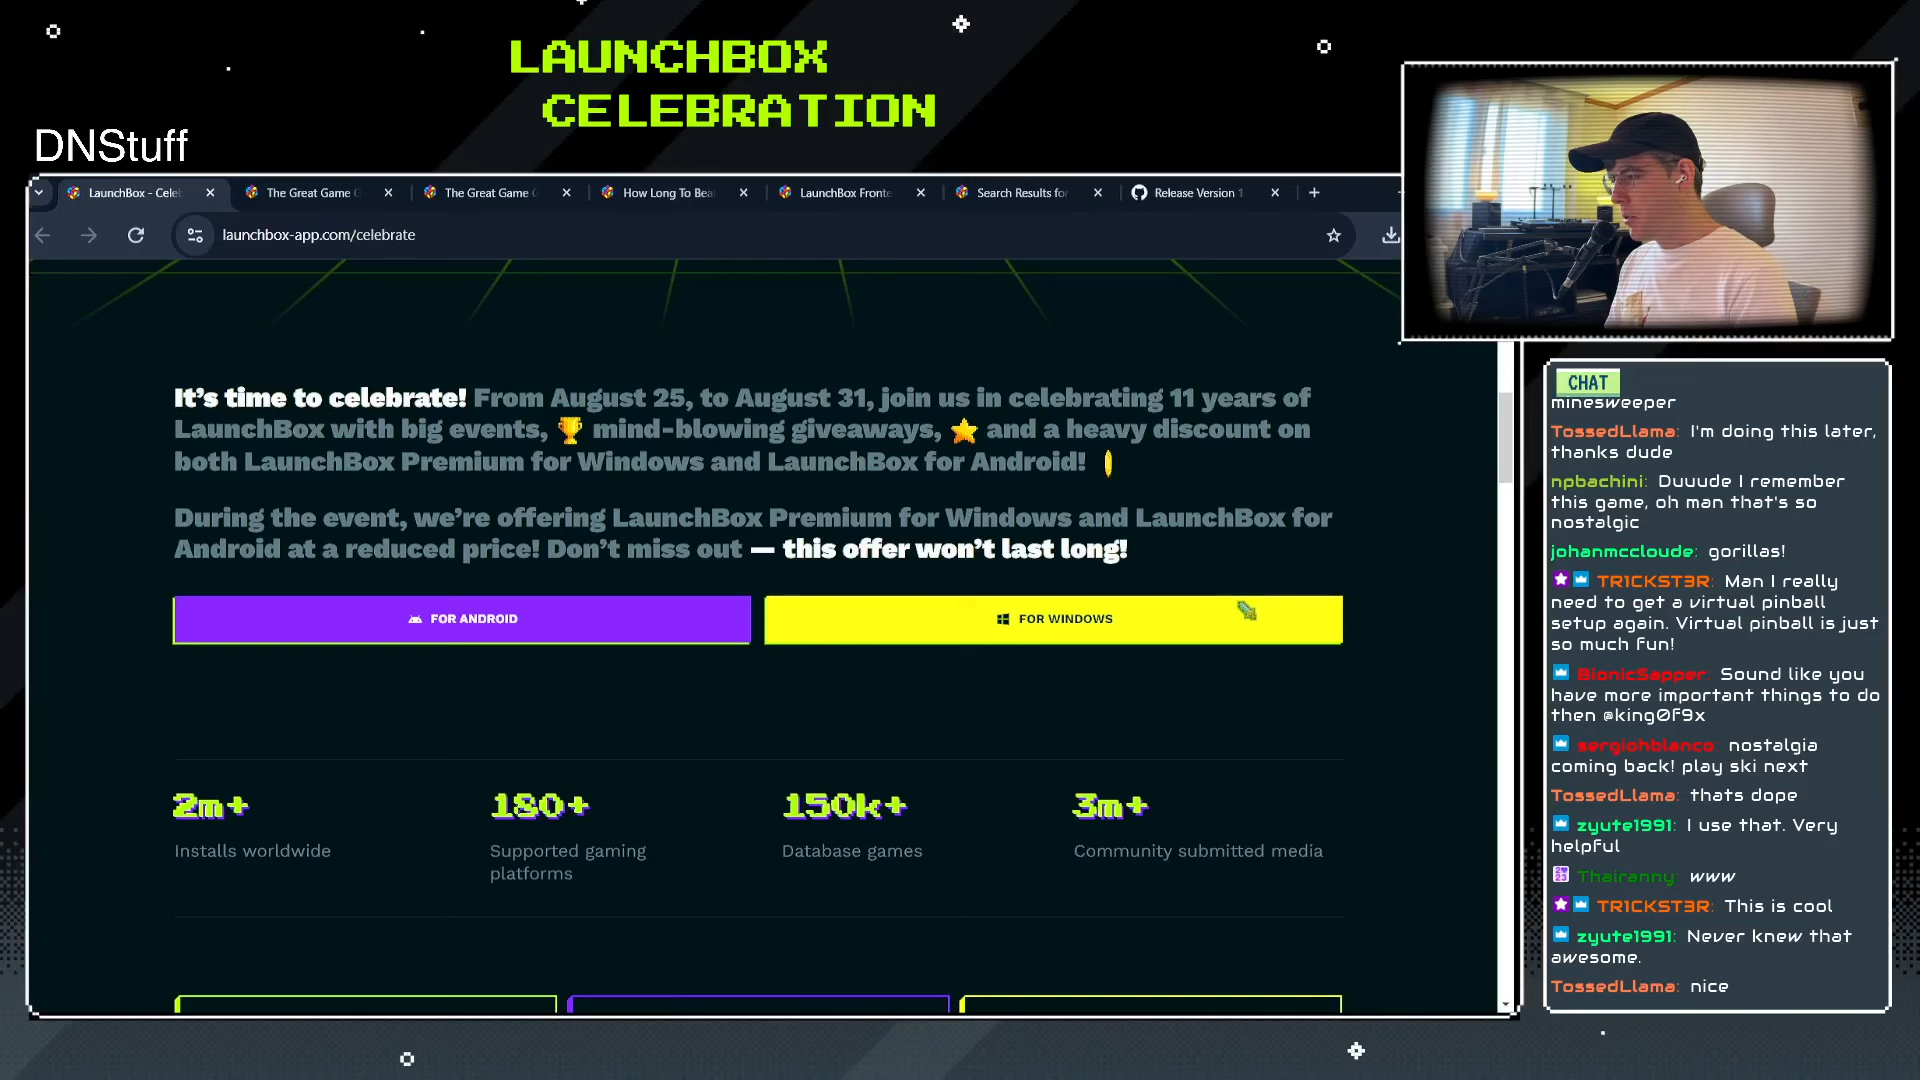 LAUNCHBOX
CELEBRATION
DNStuff
LaunchBox - Celeb
The Great Game G
The Great Game G
How Long To Beat
LaunchBox Fronte
Search Results for
Release Version 1
launchbox-app.com/celebrate
It's time to celebrate! From August 25, to August 31, join us in celebrating 11 years of
LaunchBox with big events, 🏆 mind-blowing giveaways, ⭐ and a heavy discount on
both LaunchBox Premium for Windows and LaunchBox for Android!
During the event, we're offering LaunchBox Premium for Windows and LaunchBox for
Android at a reduced price! Don't miss out — this offer won't last long!
FOR ANDROID
FOR WINDOWS
2m+
180+
150k+
3m+
Installs worldwide
Supported gaming
platforms
Database games
Community submitted media
CHAT
minesweeper
TossedLlama: I'm doing this later,
thanks dude
npbachini: Duuude I remember
this game, oh man that's so
nostalgic
johanmccloude: gorillas!
TR1CKST3R: Man I really
need to get a virtual pinball
setup again. Virtual pinball is just
so much fun!
BionicSapper: Sound like you
have more important things to do
then @king0f9x
sergiohblanco: nostalgia
coming back! play ski next
TossedLlama: thats dope
zyute1991: I use that. Very
helpful
Thairanny: www
TR1CKST3R: This is cool
zyute1991: Never knew that
awesome.
TossedLlama: nice